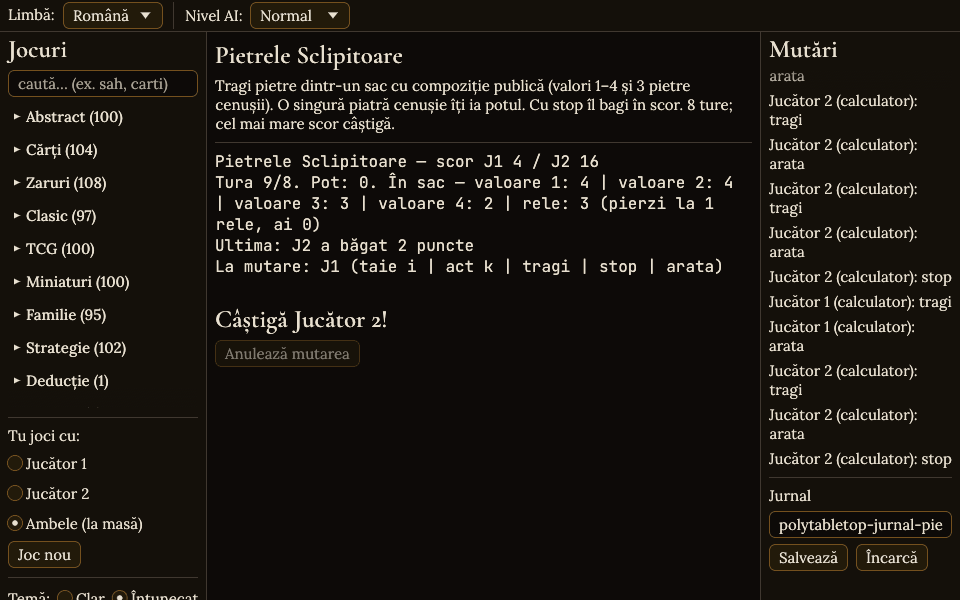 Limbă: Română ▼ Nivel AI: Normal ▼
Jocuri
caută... (ex. sah, carti)
▸ Abstract (100)
▸ Cărți (104)
▸ Zaruri (108)
▸ Clasic (97)
▸ TCG (100)
▸ Miniaturi (100)
▸ Familie (95)
▸ Strategie (102)
▸ Deducție (1)
Tu joci cu:
Jucător 1
Jucător 2
Ambele (la masă)
Joc nou
Temă: Clar Întunecat
Pietrele Sclipitoare
Tragi pietre dintr-un sac cu compoziție publică (valori 1–4 și 3 pietre
cenușii). O singură piatră cenușie îți ia potul. Cu stop îl bagi în scor. 8 ture;
cel mai mare scor câștigă.
Pietrele Sclipitoare — scor J1 4 / J2 16
Tura 9/8. Pot: 0. În sac — valoare 1: 4 | valoare 2: 4
| valoare 3: 3 | valoare 4: 2 | rele: 3 (pierzi la 1
rele, ai 0)
Ultima: J2 a băgat 2 puncte
La mutare: J1 (taie i | act k | tragi | stop | arata)
Câștigă Jucător 2!
Anulează mutarea
Mutări
arata
Jucător 2 (calculator):
tragi
Jucător 2 (calculator):
arata
Jucător 2 (calculator):
tragi
Jucător 2 (calculator):
arata
Jucător 2 (calculator): stop
Jucător 1 (calculator): tragi
Jucător 1 (calculator):
arata
Jucător 2 (calculator):
tragi
Jucător 2 (calculator):
arata
Jucător 2 (calculator): stop
Jurnal
polytabletop-jurnal-pie
Salvează Încarcă